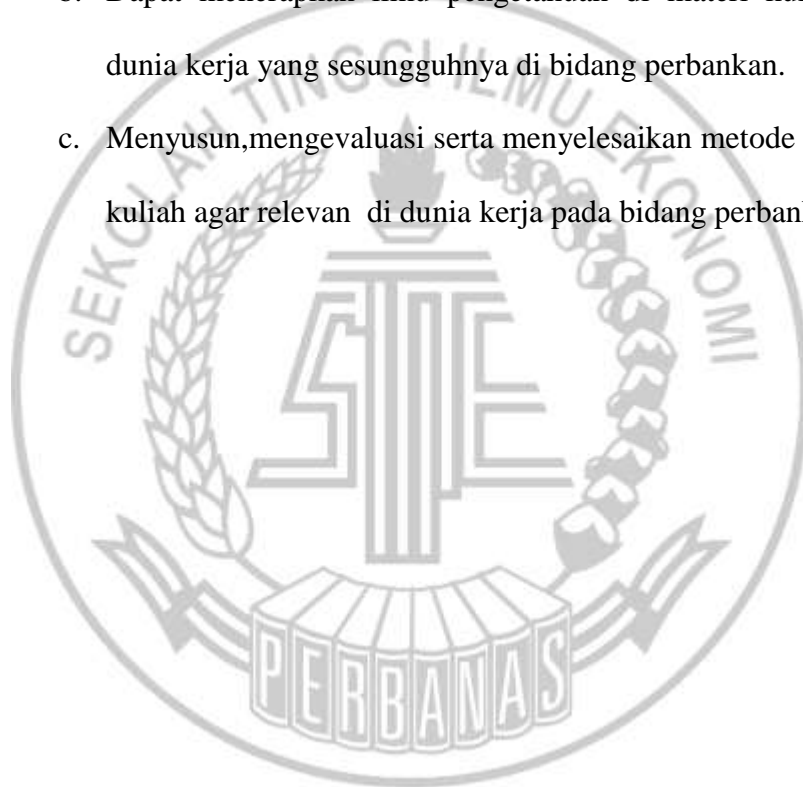 dunia kerja yang sesungguhnya di bidang perbankan.
c. Menyusun,mengevaluasi serta menyelesaikan metode
kuliah agar relevan di dunia kerja pada bidang
SEKOLAH TINGGI ILMU EKONOMI
STIE
PERBANAS